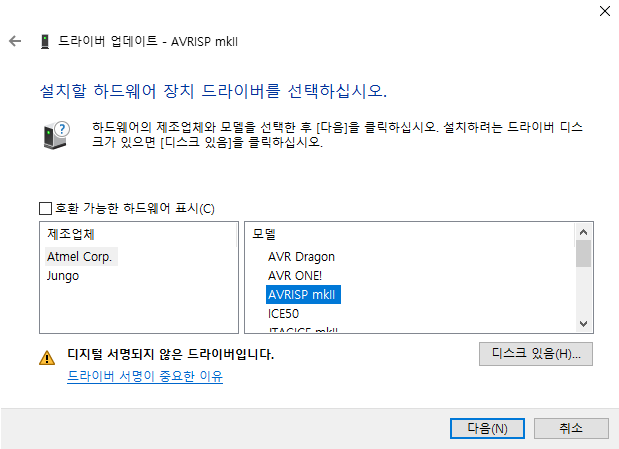 드라이버 업데이트 - AVRISP mkII
설치할 하드웨어 장치 드라이버를 선택하십시오.
하드웨어의 제조업체와 모델을 선택한 후 [다음]을 클릭하십시오. 설치하려는 드라이버 디스
크가 있으면 [디스크 있음]을 클릭하십시오.
호환 가능한 하드웨어 표시(C)
제조업체
Atmel Corp.
Jungo
모델
AVR Dragon
AVR ONE!
AVRISP mkII
ICE50
JTAGICE mkII
디지털 서명되지 않은 드라이버입니다.
드라이버 서명이 중요한 이유
디스크 있음(H)...
다음(N)
취소